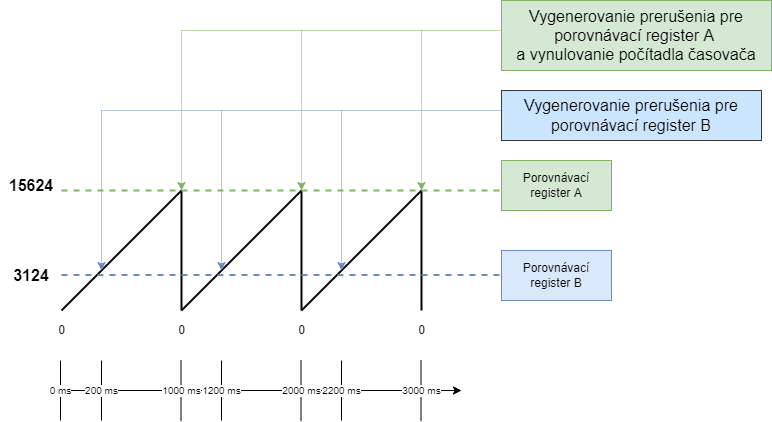 Vygenerovanie prerušenia pre
porovnávací register A
a vynulovanie počítadla časovača
Vygenerovanie prerušenia pre
porovnávací register B
15624
Porovnávací
register A
3124
Porovnávací
register B
0 0 0 0
0 ms 200 ms 1000 ms 1200 ms 2000 ms 2200 ms 3000 ms